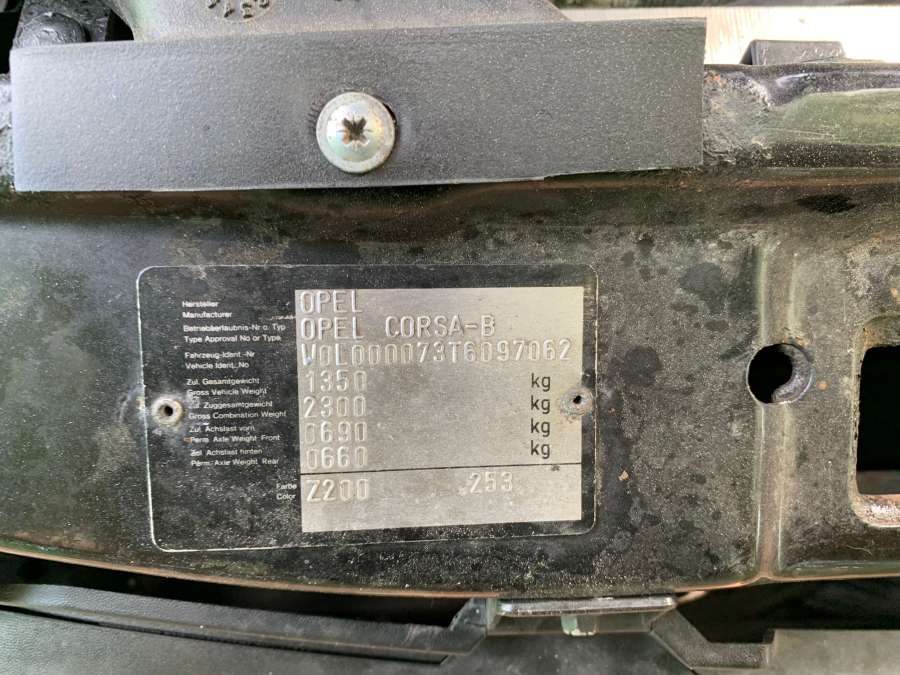 Hersteller
Manufacturer OPEL
Betriebserlaubnis-Nr o. Typ
Type Approval No or Type OPEL CORSA-B
Fahrzeug-Ident.-Nr
Vehicle Ident. No W0L000073T6097062
Zul. Gesamtgewicht
Gross Vehicle Weight 1350 kg
Zul. Zuggesamtgewicht
Gross Combination Weight 2300 kg
Zul. Achslast vorn
Perm. Axle Weight Front 0690 kg
Zul. Achslast hinten
Perm. Axle Weight Rear 0660 kg
Farbe
Color Z200 253